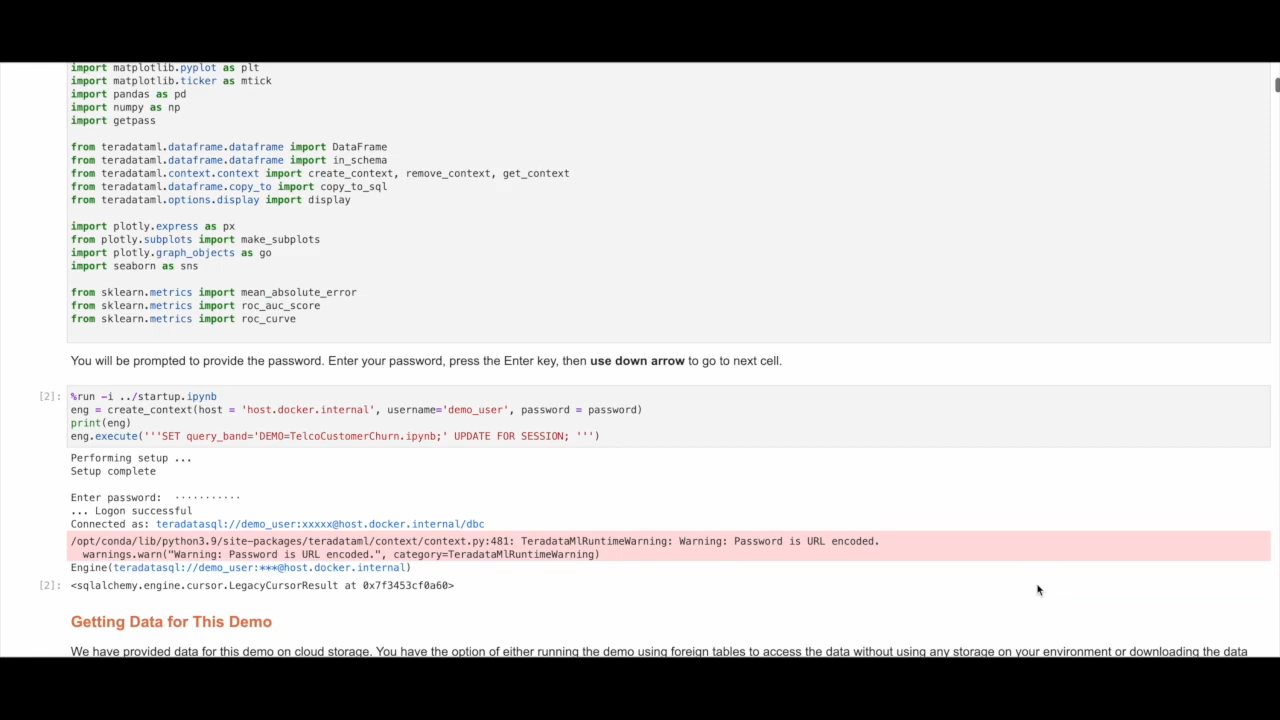 import matplotlib.pyplot as plt
import matplotlib.ticker as mtick
import pandas as pd
import numpy as np
import getpass
from teradataml.dataframe.dataframe import DataFrame
from teradataml.dataframe.dataframe import in_schema
from teradataml.context.context import create_context, remove_context, get_context
from teradataml.dataframe.copy_to import copy_to_sql
from teradataml.options.display import display
import plotly.express as px
from plotly.subplots import make_subplots
import plotly.graph_objects as go
import seaborn as sns
from sklearn.metrics import mean_absolute_error
from sklearn.metrics import roc_auc_score
from sklearn.metrics import roc_curve
You will be prompted to provide the password. Enter your password, press the Enter key, then use down arrow to go to next cell.
[2]: %run -i ../startup.ipynb
eng = create_context(host = 'host.docker.internal', username='demo_user', password = password)
print(eng)
eng.execute('''SET query_band='DEMO=TelcoCustomerChurn.ipynb;' UPDATE FOR SESSION; ''')
Performing setup ...
Setup complete
Enter password: ···········
... Logon successful
Connected as: teradatasql://demo_user:xxxxx@host.docker.internal/dbc
/opt/conda/lib/python3.9/site-packages/teradataml/context/context.py:481: TeradataMlRuntimeWarning: Warning: Password is URL encoded.
warnings.warn("Warning: Password is URL encoded.", category=TeradataMlRuntimeWarning)
Engine(teradatasql://demo_user:***@host.docker.internal)
[2]: <sqlalchemy.engine.cursor.LegacyCursorResult at 0x7f3453cf0a60>
Getting Data for This Demo
We have provided data for this demo on cloud storage. You have the option of either running the demo using foreign tables to access the data without using any storage on your environment or downloading the data